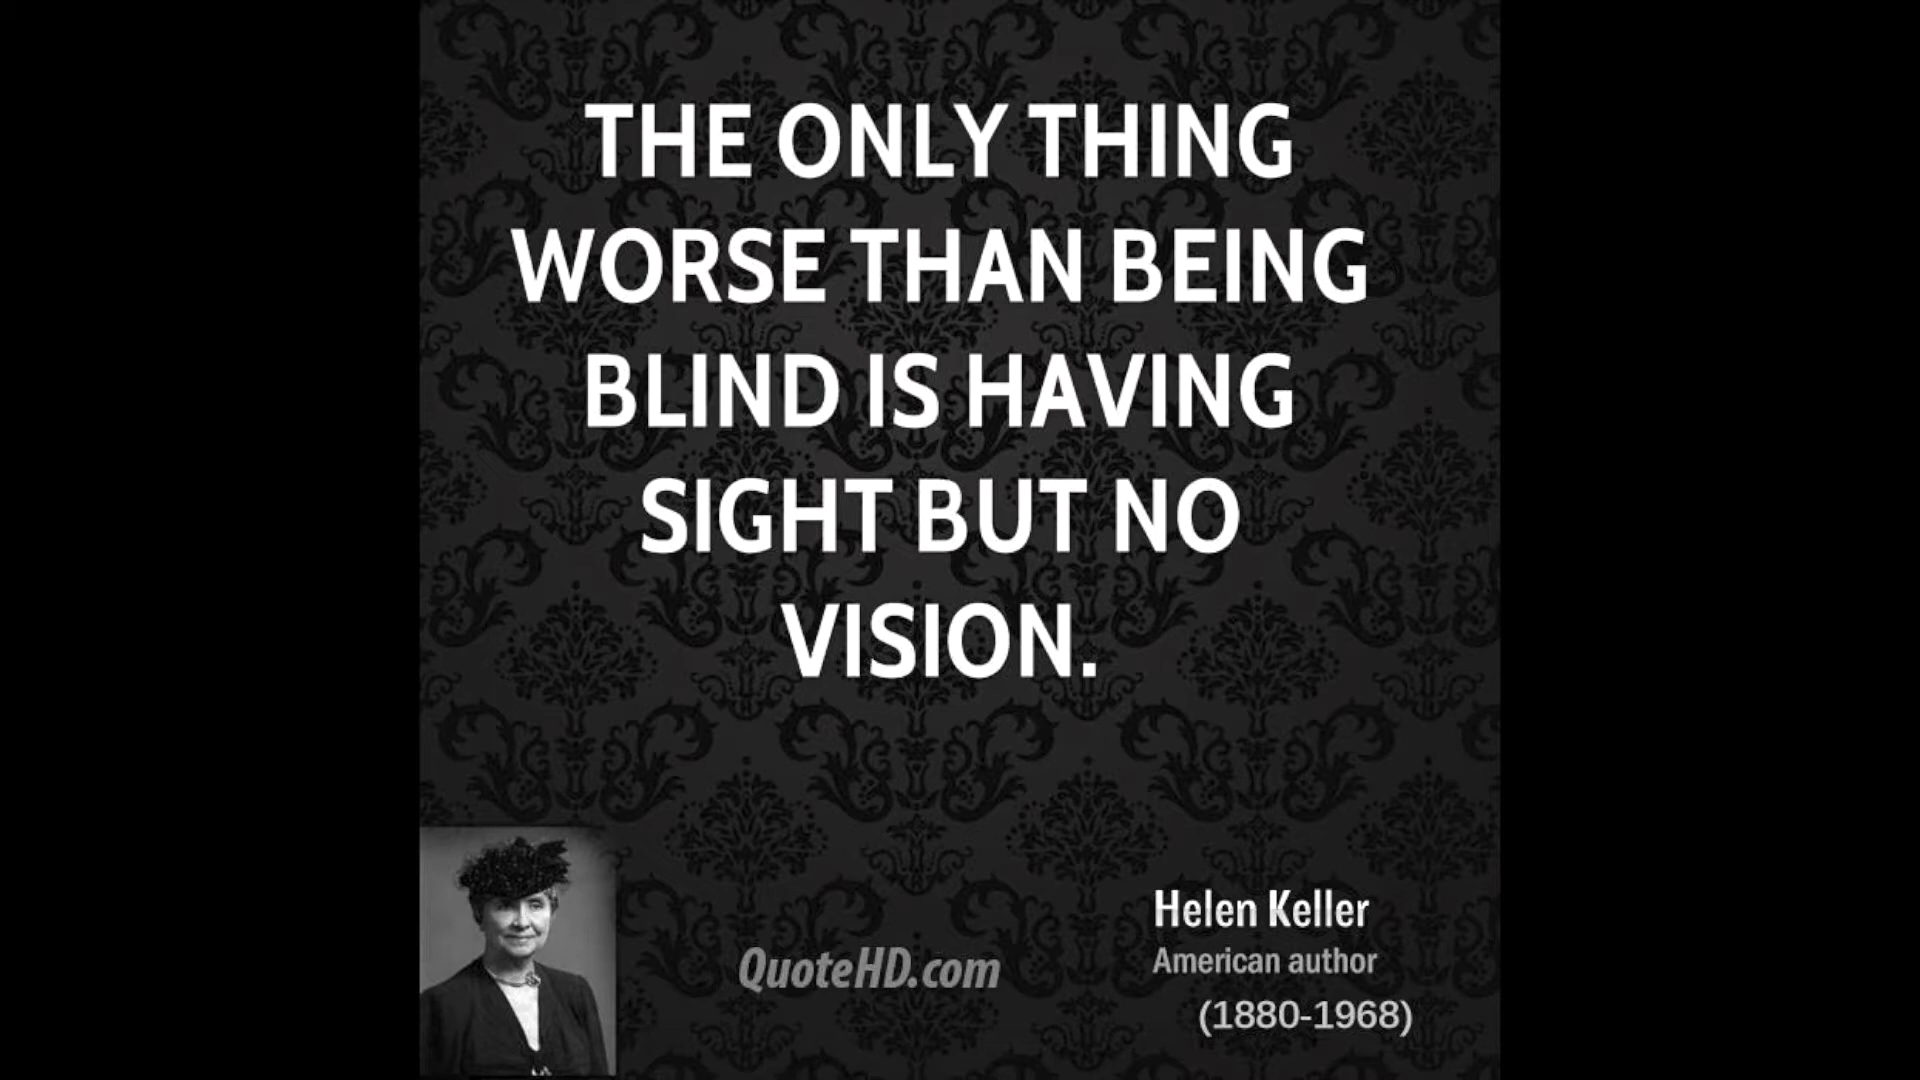 THE ONLY THING
WORSE THAN BEING
BLIND IS HAVING
SIGHT BUT NO
VISION.
Helen Keller
American author
(1880-1968)
QuoteHD.com